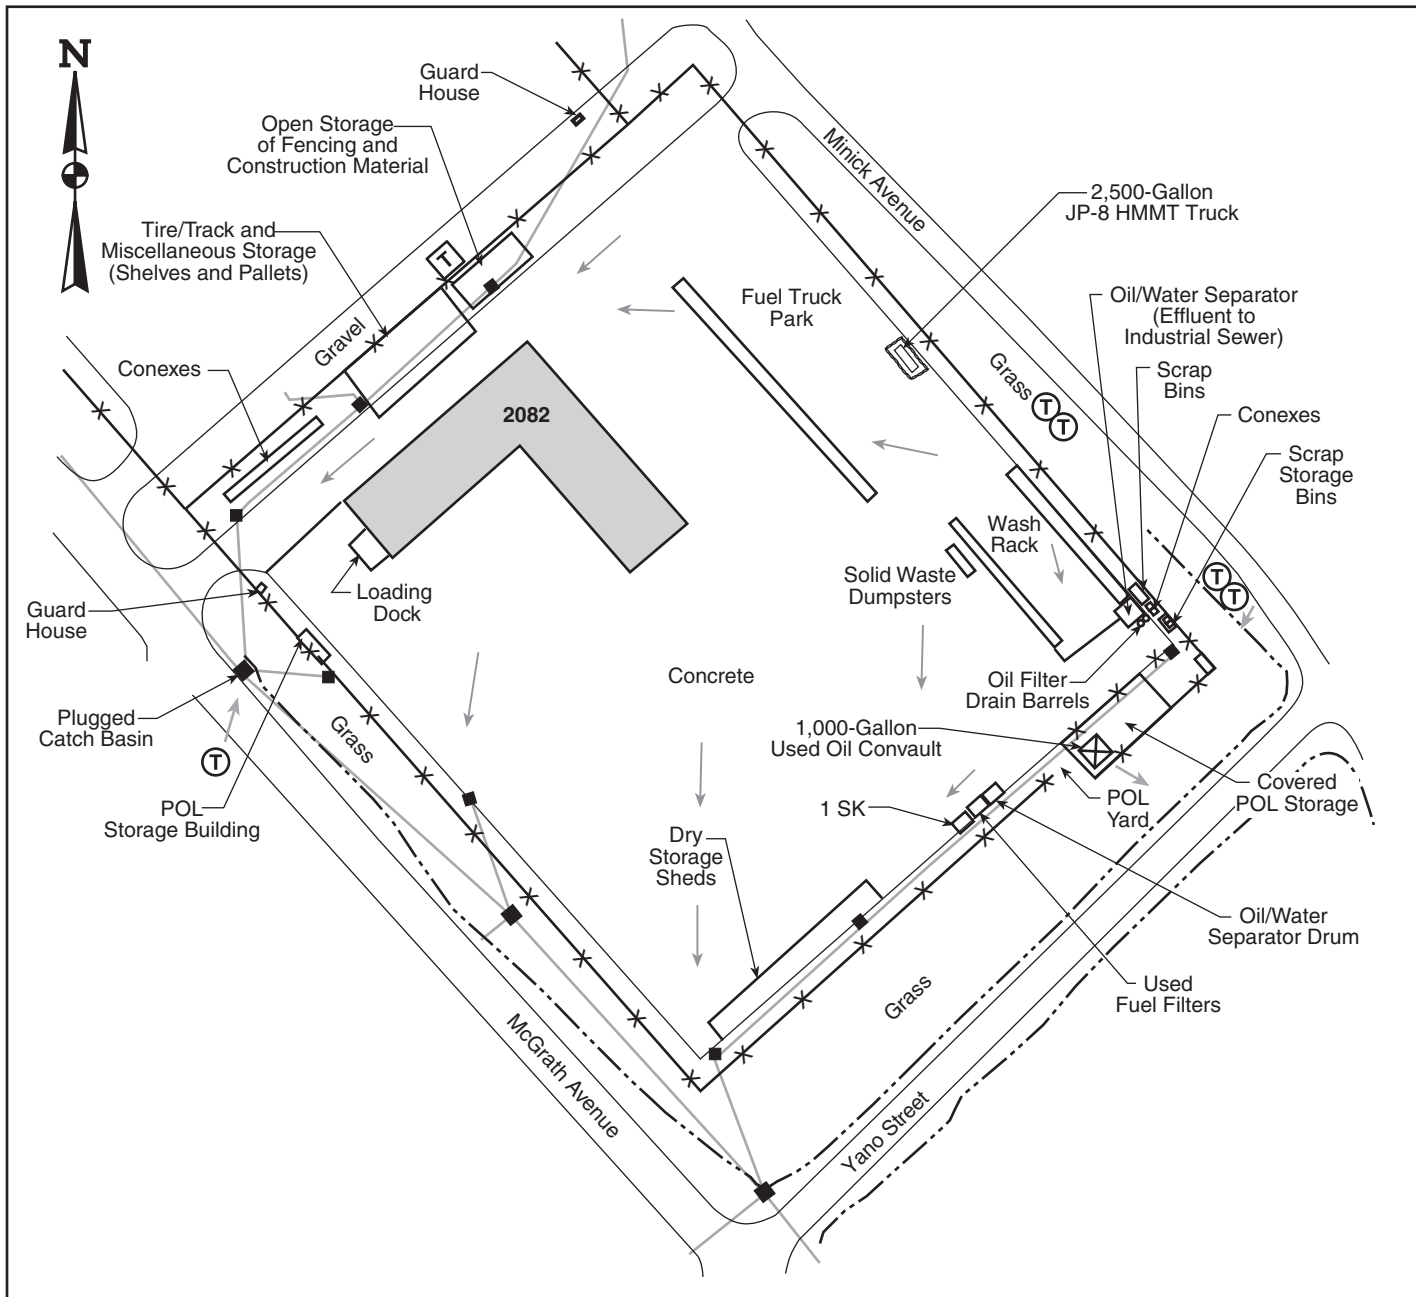 N
Guard
House
Open Storage
of Fencing and
Construction Material
Tire/Track and
Miscellaneous Storage
(Shelves and Pallets)
T
Gravel
Conexes
2082
Loading
Dock
Guard
House
Plugged
Catch Basin
T
POL
Storage Building
Grass
Minick Avenue
2,500-Gallon
JP-8 HMMT Truck
Fuel Truck
Park
Oil/Water Separator
(Effluent to
Industrial Sewer)
Grass
T
T
Scrap
Bins
Conexes
Scrap
Storage
Bins
Wash
Rack
Solid Waste
Dumpsters
T
T
Concrete
Oil Filter
Drain Barrels
1,000-Gallon
Used Oil Convault
1 SK
POL
Yard
Covered
POL Storage
Dry
Storage
Sheds
Oil/Water
Separator Drum
Used
Fuel Filters
Grass
McGrath Avenue
Yano Street